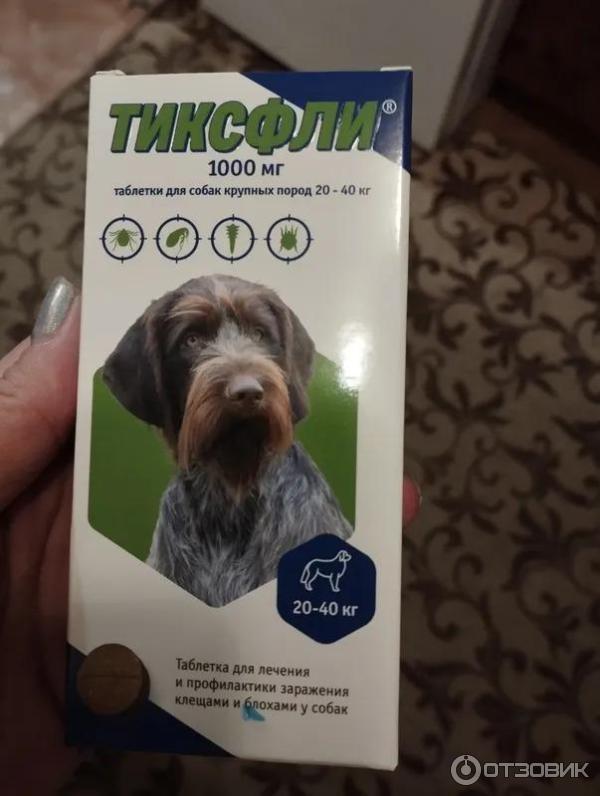 ТИКСФЛИ®
1000 мг
таблетки для собак крупных пород 20 - 40 кг
20-40 кг
Таблетка для лечения
и профилактики заражения
клещами и блохами у собак
ОТЗОВИК